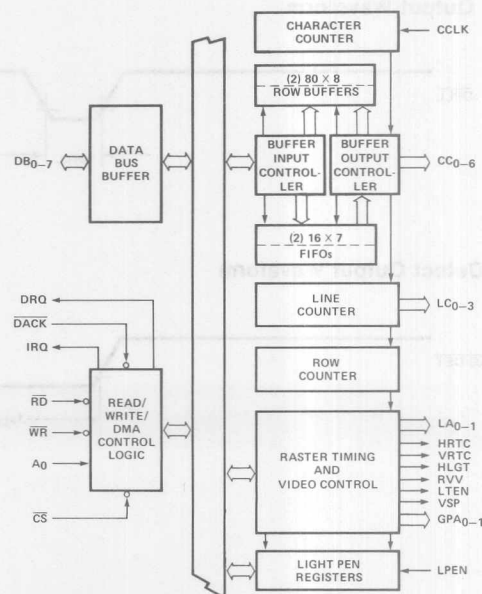 CHARACTER
COUNTER
CCLK
(2) 80 X 8
ROW BUFFERS
DB0–7
DATA
BUS
BUFFER
BUFFER
INPUT
CONTROL-
LER
BUFFER
OUTPUT
CONTROL-
LER
CC0–6
(2) 16 X 7
FIFOs
DRQ
DACK
IRQ
RD
WR
A0
CS
READ/
WRITE/
DMA
CONTROL
LOGIC
LINE
COUNTER
LC0–3
ROW
COUNTER
RASTER TIMING
AND
VIDEO CONTROL
LA0–1
HRTC
VRTC
HLGT
RVV
LTEN
VSP
GPA0–1
LIGHT PEN
REGISTERS
LPEN